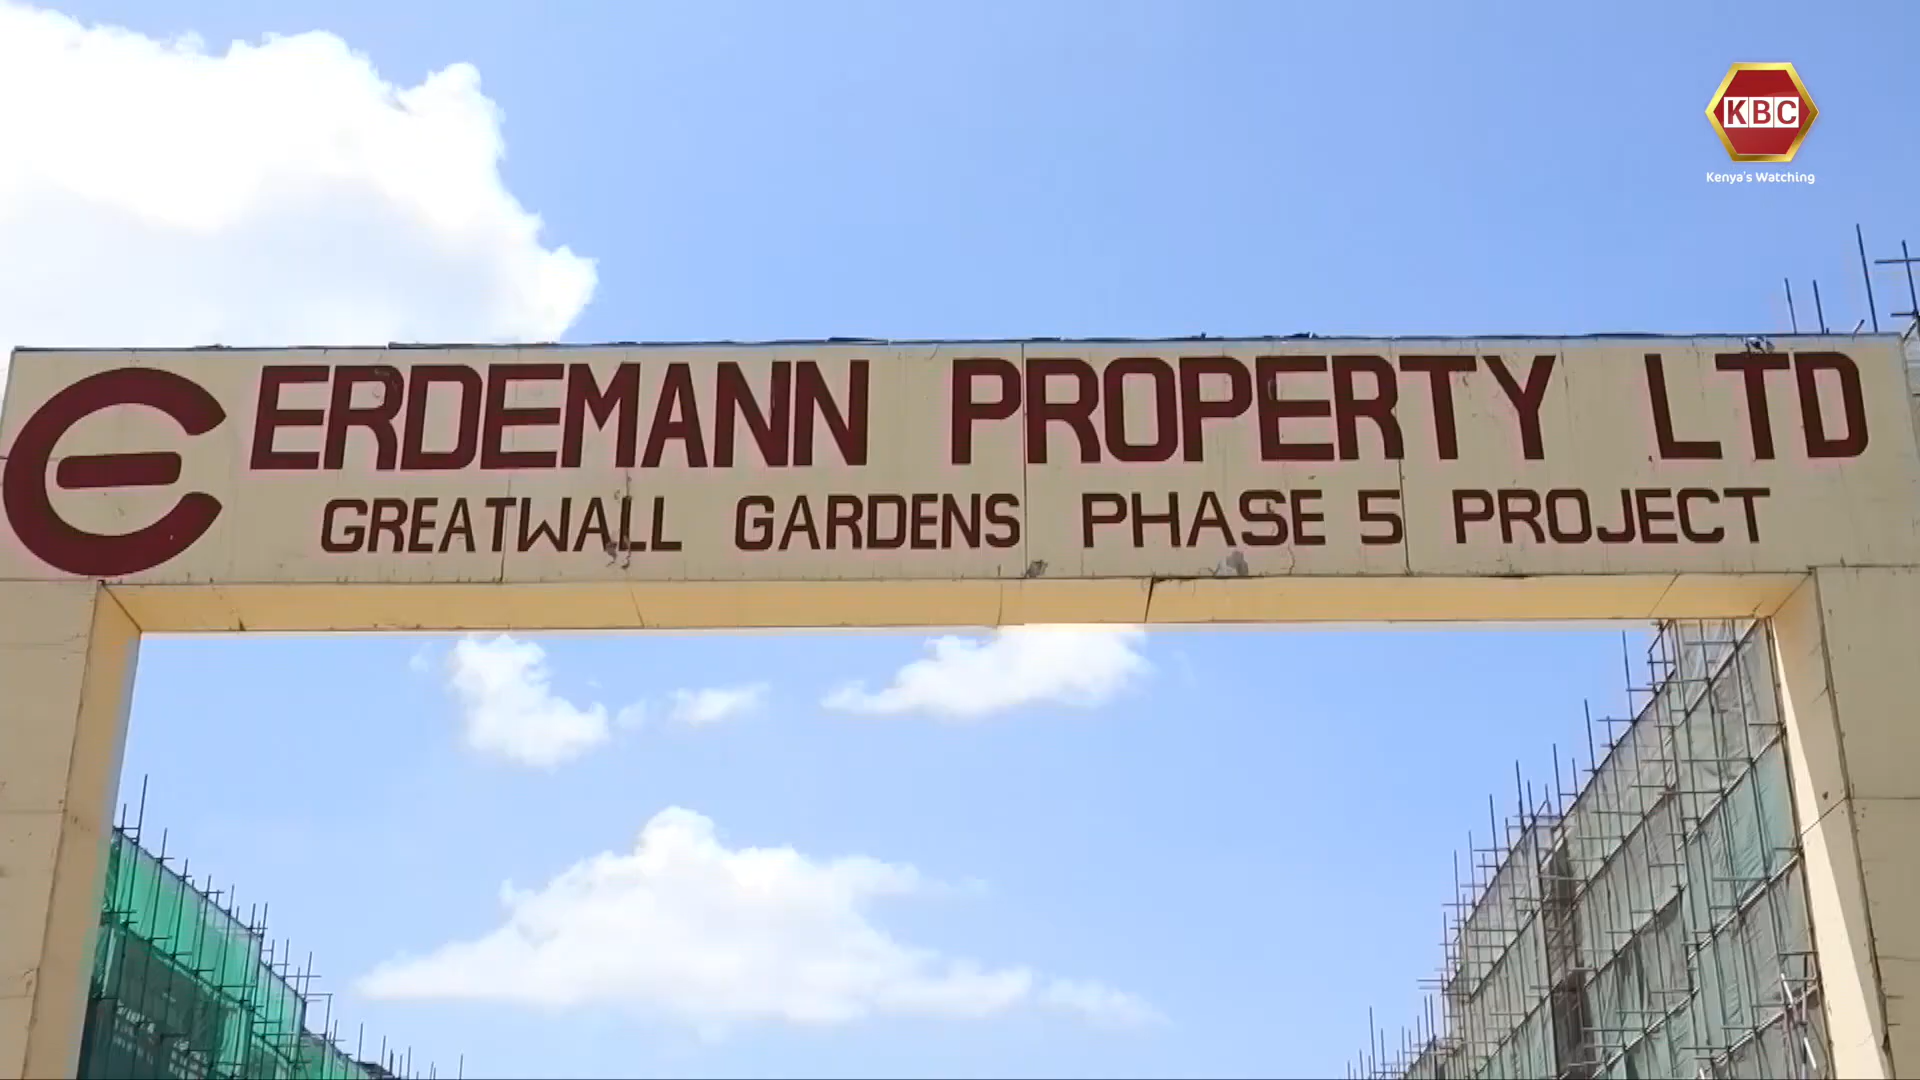 KBC
Kenya's Watching
ERDEMANN PROPERTY LTD
GREATWALL GARDENS PHASE 5 PROJECT